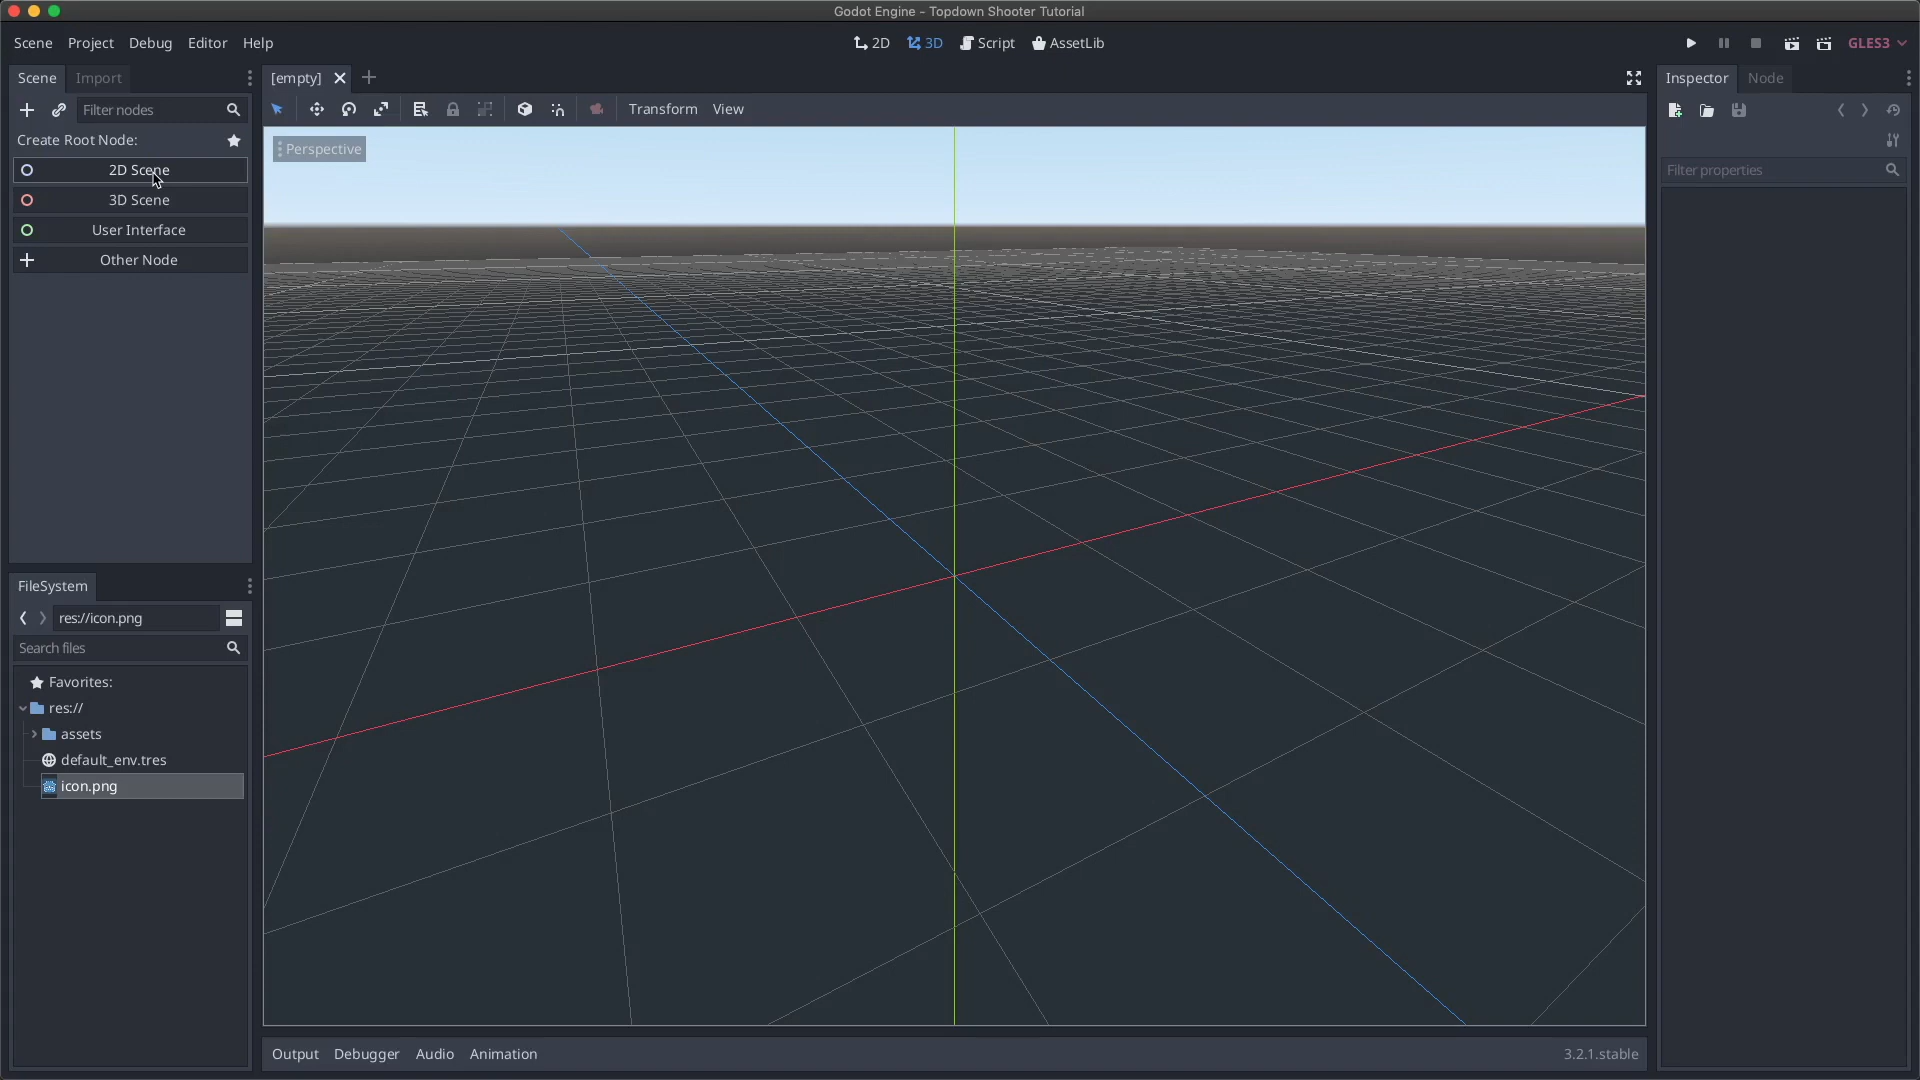 Godot Engine - Topdown Shooter Tutorial
Scene Project Debug Editor Help
2D 3D Script AssetLib
GLES3
Scene Import
[empty]
Inspector Node
Filter nodes
Transform View
Create Root Node:
Perspective
2D Scene
Filter properties
3D Scene
User Interface
Other Node
FileSystem
res://icon.png
Search files
Favorites:
res://
assets
default_env.tres
icon.png
Output Debugger Audio Animation
3.2.1.stable